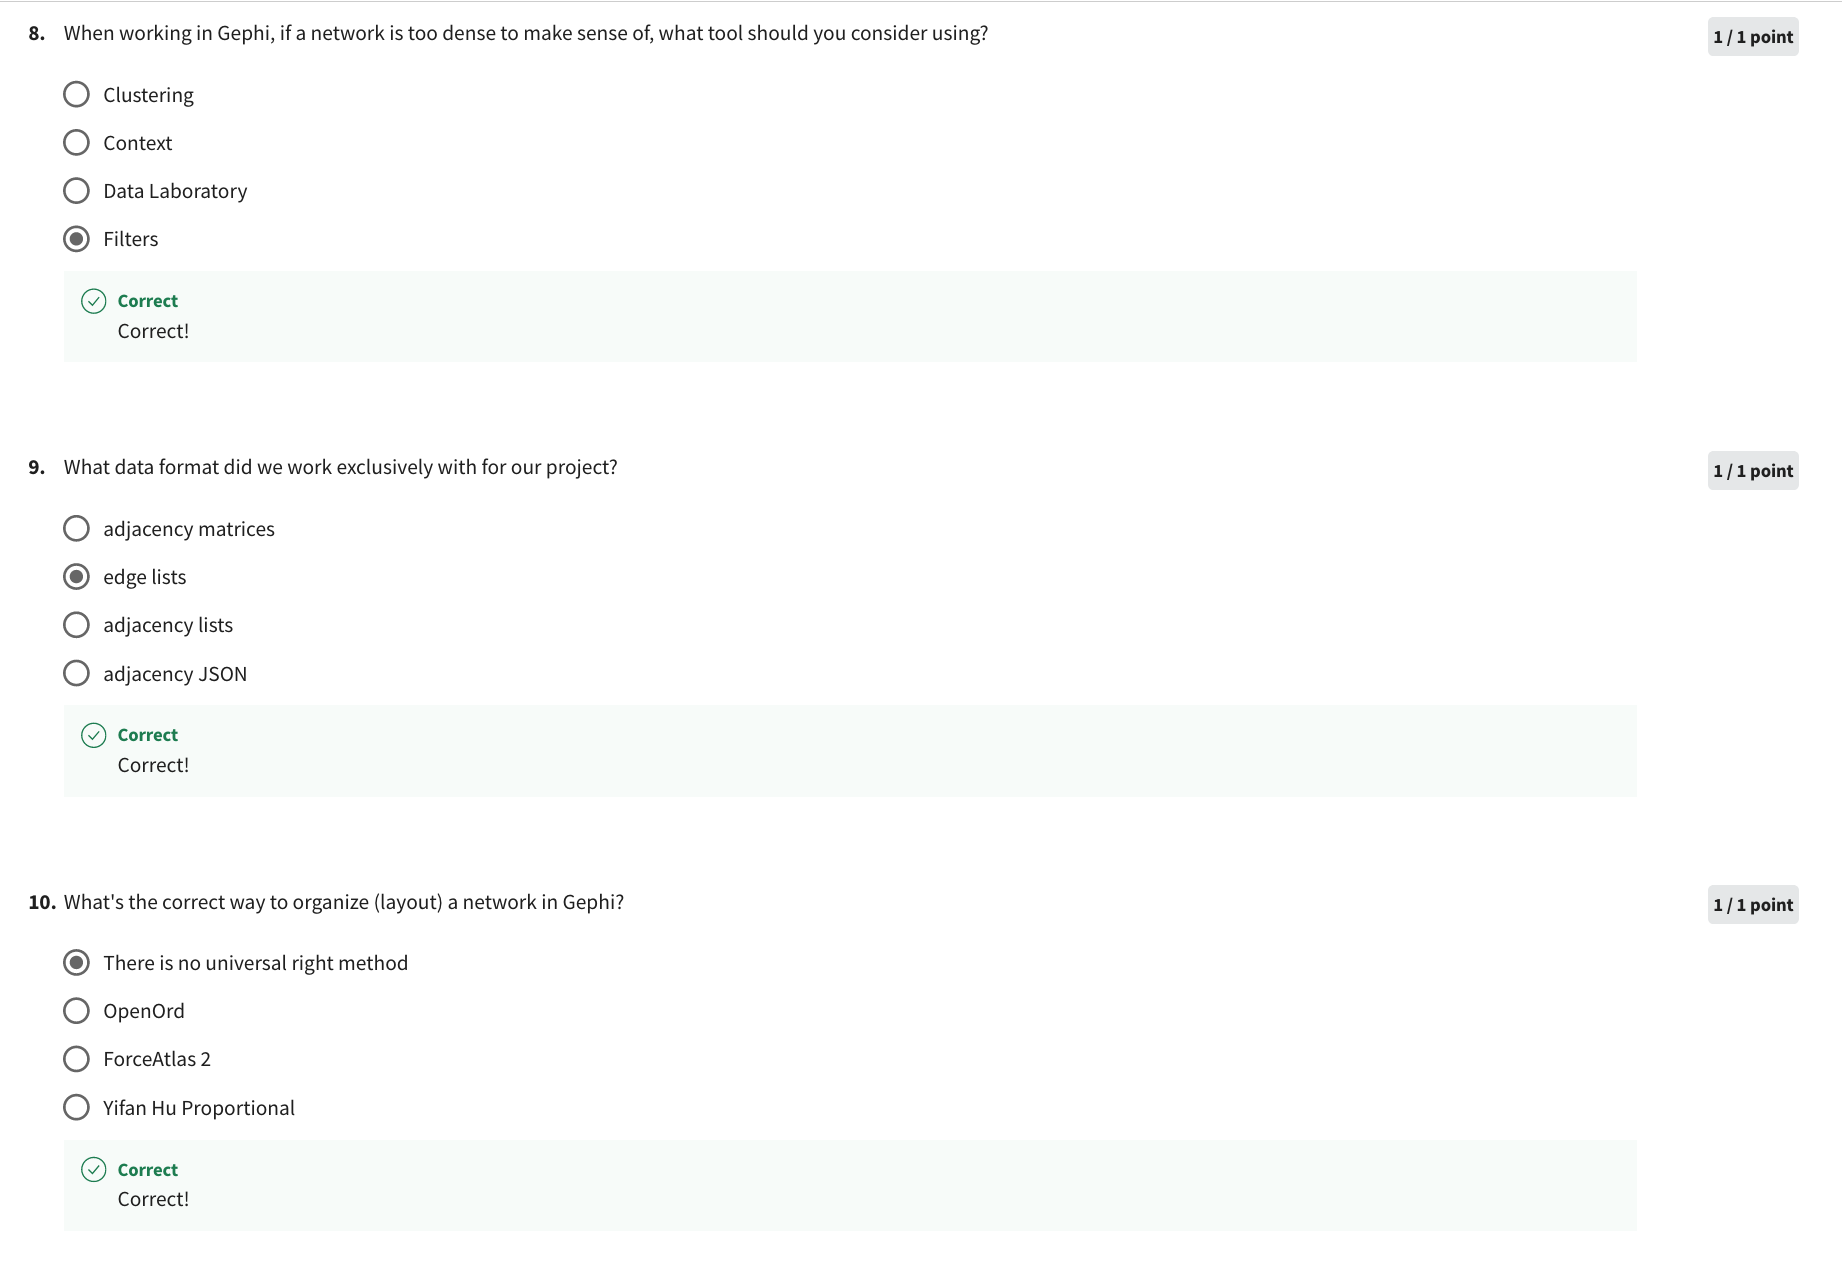 8. When working in Gephi, if a network is too dense to make sense of, what tool should you consider using?
1 / 1 point
Clustering
Context
Data Laboratory
Filters
Correct
Correct!
9. What data format did we work exclusively with for our project?
1 / 1 point
adjacency matrices
edge lists
adjacency lists
adjacency JSON
Correct
Correct!
10. What's the correct way to organize (layout) a network in Gephi?
1 / 1 point
There is no universal right method
OpenOrd
ForceAtlas 2
Yifan Hu Proportional
Correct
Correct!